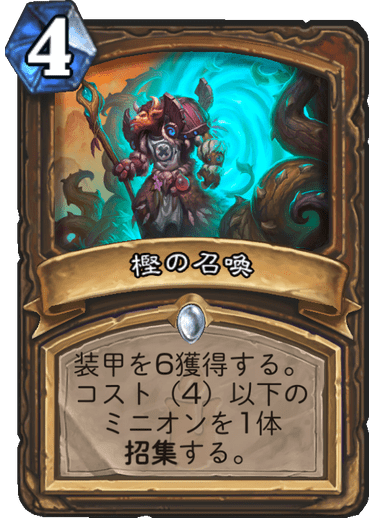 4
樫の召喚
装甲を6獲得する。
コスト（4）以下の
ミニオンを1体
招集する。